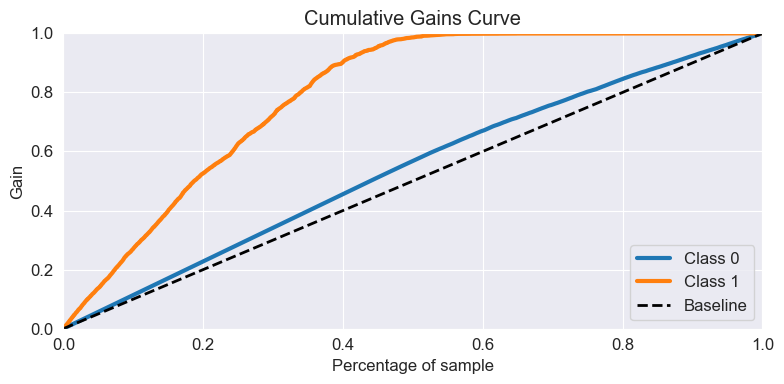 Cumulative Gains Curve
1.0
0.8
0.6
0.4
0.2
0.0
Gain
Class 0
Class 1
Baseline
0.0 0.2 0.4 0.6 0.8 1.0
Percentage of sample